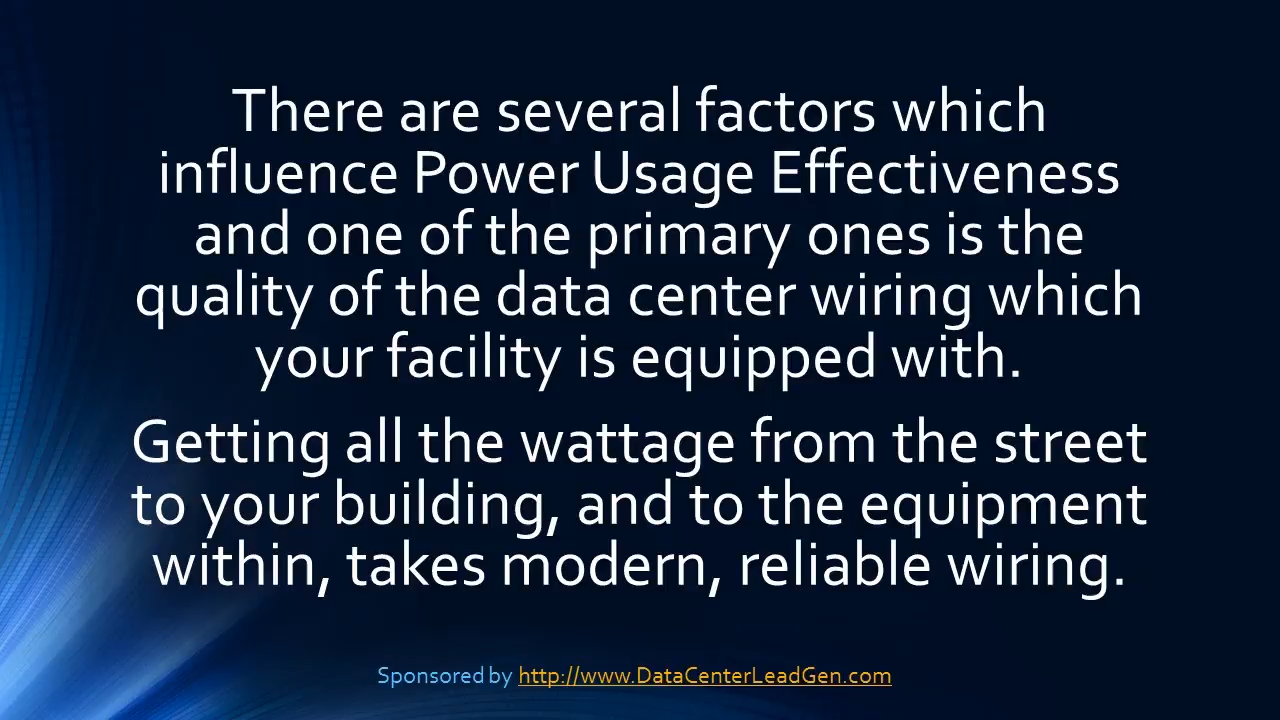 There are several factors which
influence Power Usage Effectiveness
and one of the primary ones is the
quality of the data center wiring which
your facility is equipped with.
Getting all the wattage from the street
to your building, and to the equipment
within, takes modern, reliable wiring.
Sponsored by http://www.DataCenterLeadGen.com